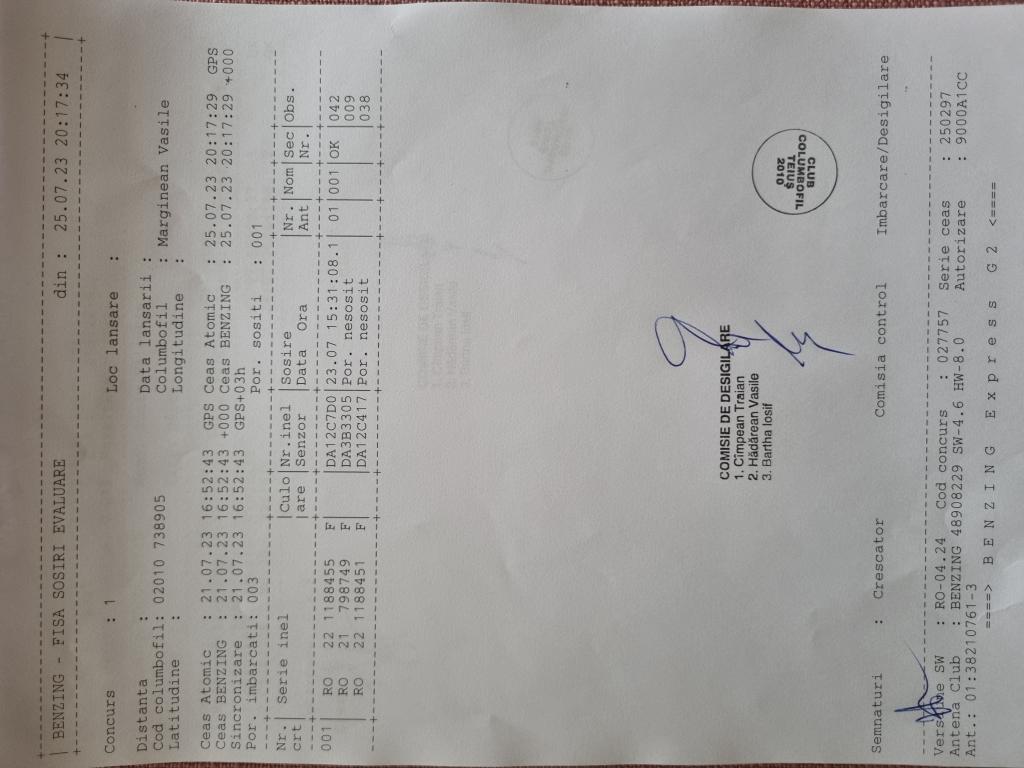 | BENZING - FISA SOSIRI EVALUARE din : 25.07.23 20:17:34 |
Concurs : 1 Loc lansare :
Distanta : Data lansarii :
Cod columbofil: 02010 738905 Columbofil : Marginean Vasile
Latitudine : Longitudine :
Ceas Atomic : 21.07.23 16:52:43 GPS Ceas Atomic : 25.07.23 20:17:29 GPS
Ceas BENZING : 21.07.23 16:52:43 +000 Ceas BENZING : 25.07.23 20:17:29 +000
Sincronizare : 21.07.23 16:52:43 GPS+03h
Por. imbarcati: 003 Por. sositi : 001
Nr.| Serie inel |Culo|Nr.inel |Sosire |Nr.|Nom|Sec|Obs.
crt| |are |Senzor |Data Ora |Ant| |Nr.|
001| RO 22 1188455 F| |DA12C7D0|23.07 15:31:08.1| 01|001|OK |042
RO 21 798749 F| |DA3B3305|Por. nesosit | | | |009
RO 22 1188451 F| |DA12C417|Por. nesosit | | | |038
COMISIE DE DESIGILARE
1. Cîmpean Traian
2. Hădărean Vasile
3. Bartha Iosif
CLUB
COLUMBOFIL
TEIUŞ
2010
Semnaturi : Crescator Comisia control Imbarcare/Desigilare
Versiune SW : RO-04.24 Cod concurs : 027757 Serie ceas : 250297
Antena Club : BENZING 48908229 SW-4.6 HW-8.0 Autorizare : 9000A1CC
Ant.: 01:38210761-3
====> B E N Z I N G E x p r e s s G 2 <====